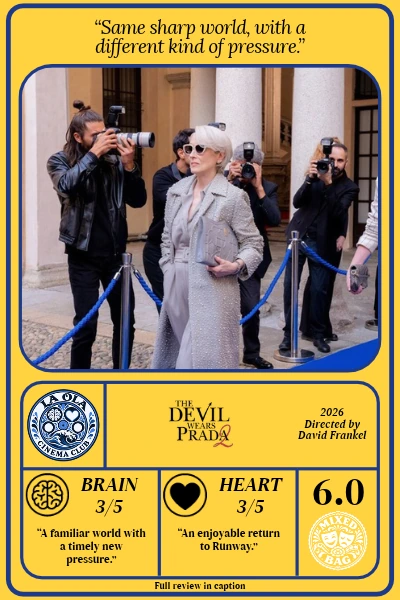 “Same sharp world, with a
different kind of pressure.”
LA OLA
CINEMA CLUB
THE
DEVIL
WEARS
PRADA
2
2026
Directed by
David Frankel
BRAIN
3/5
“A familiar world with
a timely new
pressure.”
HEART
3/5
“An enjoyable return
to Runway.”
6.0
MIXED
BAG
Full review in caption